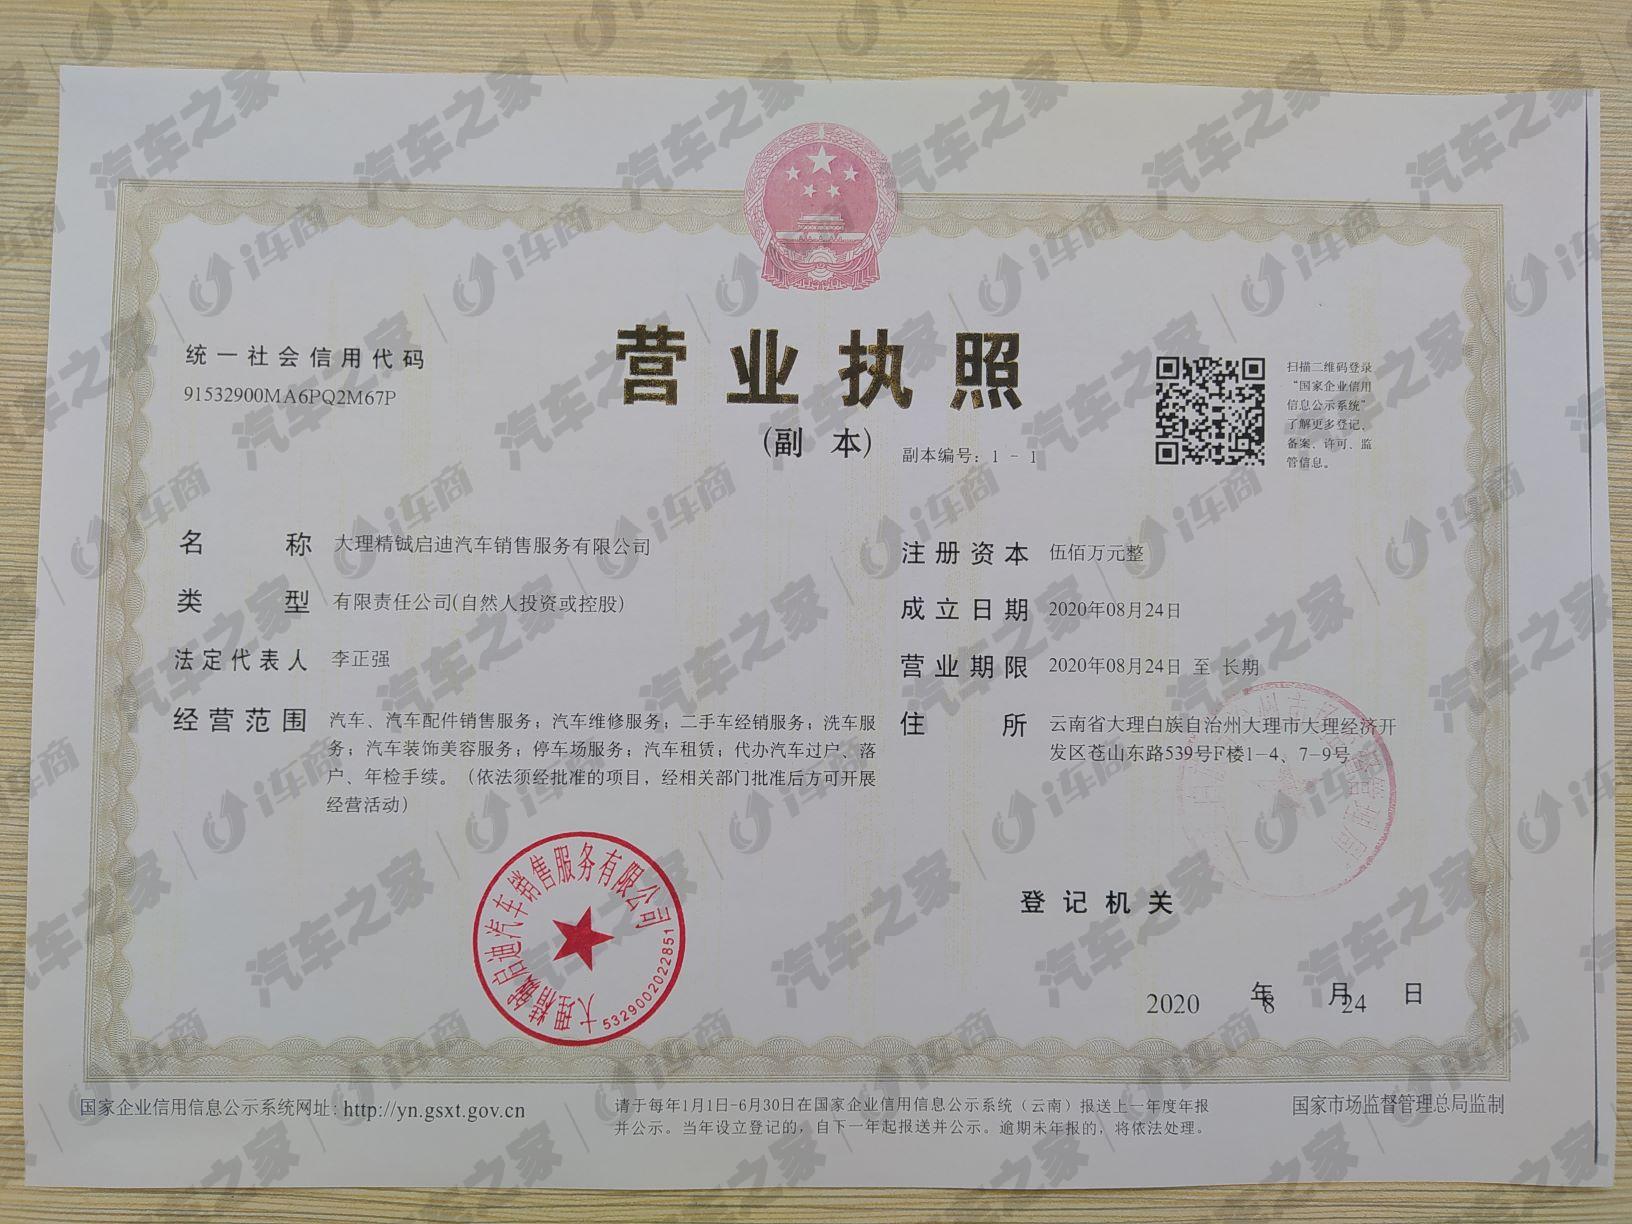 统一社会信用代码
91532900MA6PQ2M67P
营业执照
(副 本)
副本编号：1 - 1
扫描二维码登录
“国家企业信用
信息公示系统”
了解更多登记、
备案、许可、监
管信息。
名称 大理精铖启迪汽车销售服务有限公司
类型 有限责任公司(自然人投资或控股)
法定代表人 李正强
经营范围 汽车、汽车配件销售服务；汽车维修服务；二手车经销服务；洗车服
务；汽车装饰美容服务；停车场服务；汽车租赁；代办汽车过户、落
户、年检手续。（依法须经批准的项目，经相关部门批准后方可开展
经营活动）
注册资本 伍佰万元整
成立日期 2020年08月24日
营业期限 2020年08月24日 至 长期
住所 云南省大理白族自治州大理市大理经济开
发区苍山东路539号F楼1-4、7-9号
大理精铖启迪汽车销售服务有限公司
5329002022851
登记机关
2020 年 8 月 24 日
国家企业信用信息公示系统网址：http://yn.gsxt.gov.cn
请于每年1月1日-6月30日在国家企业信用信息公示系统（云南）报送上一年度年报
并公示。当年设立登记的，自下一年起报送并公示。逾期未年报的，将依法处理。
国家市场监督管理总局监制
汽车之家
i车商